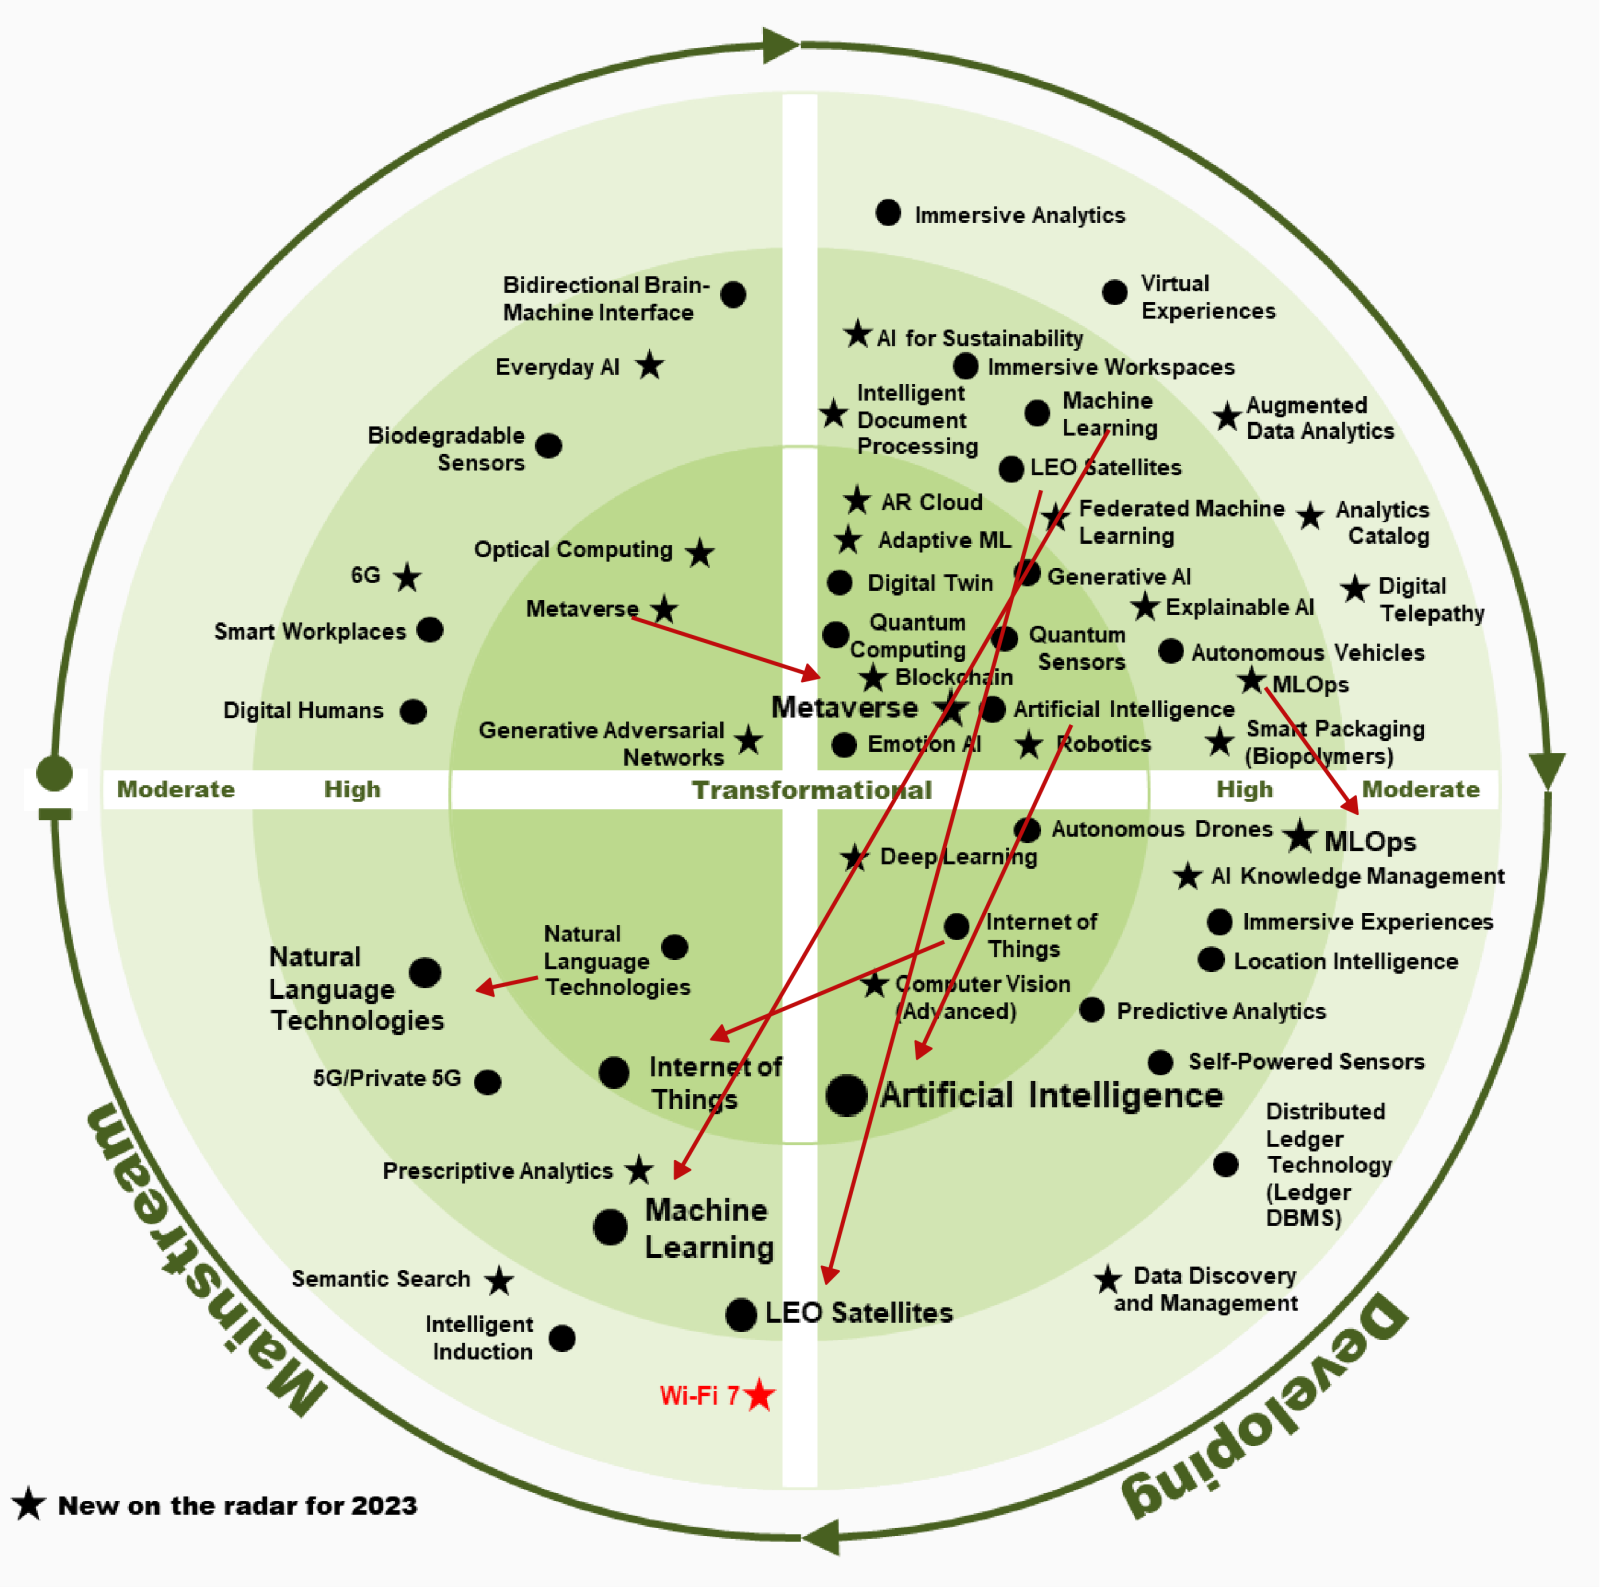 Immersive Analytics
Bidirectional Brain-
Machine Interface
Virtual
Experiences
Everyday AI
AI for Sustainability
Immersive Workspaces
Intelligent
Document
Processing
Machine
Learning
Augmented
Data Analytics
Biodegradable
Sensors
LEO Satellites
AR Cloud
Federated Machine
Learning
Analytics
Catalog
Optical Computing
Adaptive ML
6G
Digital Twin
Generative AI
Digital
Telepathy
Metaverse
Explainable AI
Smart Workplaces
Quantum
Computing
Quantum
Sensors
Autonomous Vehicles
Blockchain
MLOps
Digital Humans
Metaverse
Artificial Intelligence
Generative Adversarial
Networks
Emotion AI
Robotics
Smart Packaging
(Biopolymers)
Moderate
High
Transformational
High
Moderate
Autonomous Drones
MLOps
Deep Learning
AI Knowledge Management
Natural
Language
Technologies
Natural
Language
Technologies
Internet of
Things
Immersive Experiences
Location Intelligence
Computer Vision
(Advanced)
Predictive Analytics
5G/Private 5G
Internet of
Things
Self-Powered Sensors
Artificial Intelligence
Distributed
Ledger
Technology
(Ledger
DBMS)
Prescriptive Analytics
Machine
Learning
Semantic Search
Data Discovery
and Management
Intelligent
Induction
LEO Satellites
Wi-Fi 7
Mainstream
Developing
New on the radar for 2023